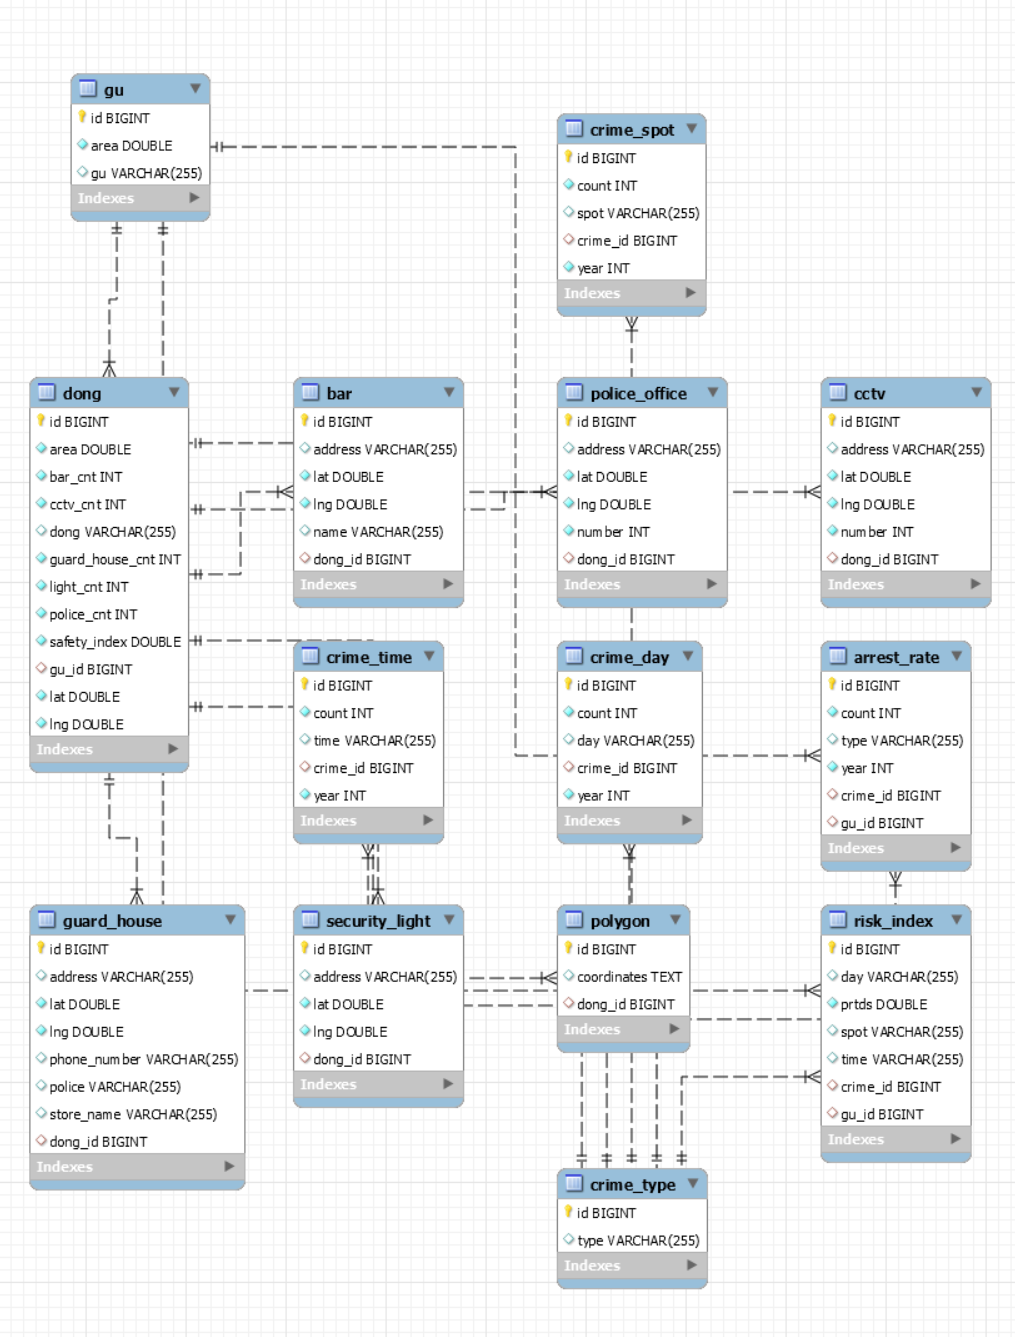 gu
id BIGINT
area DOUBLE
gu VARCHAR(255)
Indexes
crime_spot
id BIGINT
count INT
spot VARCHAR(255)
crime_id BIGINT
year INT
Indexes
dong
id BIGINT
area DOUBLE
bar_cnt INT
cctv_cnt INT
dong VARCHAR(255)
guard_house_cnt INT
light_cnt INT
police_cnt INT
safety_index DOUBLE
gu_id BIGINT
lat DOUBLE
lng DOUBLE
Indexes
bar
id BIGINT
address VARCHAR(255)
lat DOUBLE
lng DOUBLE
name VARCHAR(255)
dong_id BIGINT
Indexes
police_office
id BIGINT
address VARCHAR(255)
lat DOUBLE
lng DOUBLE
number INT
dong_id BIGINT
Indexes
cctv
id BIGINT
address VARCHAR(255)
lat DOUBLE
lng DOUBLE
number INT
dong_id BIGINT
Indexes
crime_time
id BIGINT
count INT
time VARCHAR(255)
crime_id BIGINT
year INT
Indexes
crime_day
id BIGINT
count INT
day VARCHAR(255)
crime_id BIGINT
year INT
Indexes
arrest_rate
id BIGINT
count INT
type VARCHAR(255)
year INT
crime_id BIGINT
gu_id BIGINT
Indexes
guard_house
id BIGINT
address VARCHAR(255)
lat DOUBLE
lng DOUBLE
phone_number VARCHAR(255)
police VARCHAR(255)
store_name VARCHAR(255)
dong_id BIGINT
Indexes
security_light
id BIGINT
address VARCHAR(255)
lat DOUBLE
lng DOUBLE
dong_id BIGINT
Indexes
polygon
id BIGINT
coordinates TEXT
dong_id BIGINT
Indexes
risk_index
id BIGINT
day VARCHAR(255)
prtds DOUBLE
spot VARCHAR(255)
time VARCHAR(255)
crime_id BIGINT
gu_id BIGINT
Indexes
crime_type
id BIGINT
type VARCHAR(255)
Indexes